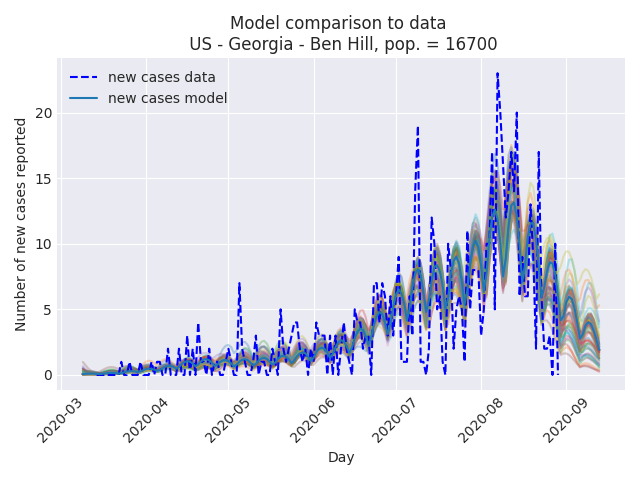 Model comparison to data
US - Georgia - Ben Hill, pop. = 16700
new cases data
new cases model
Number of new cases reported
20
15
10
5
0
2020-03
2020-04
2020-05
2020-06
2020-07
2020-08
2020-09
Day